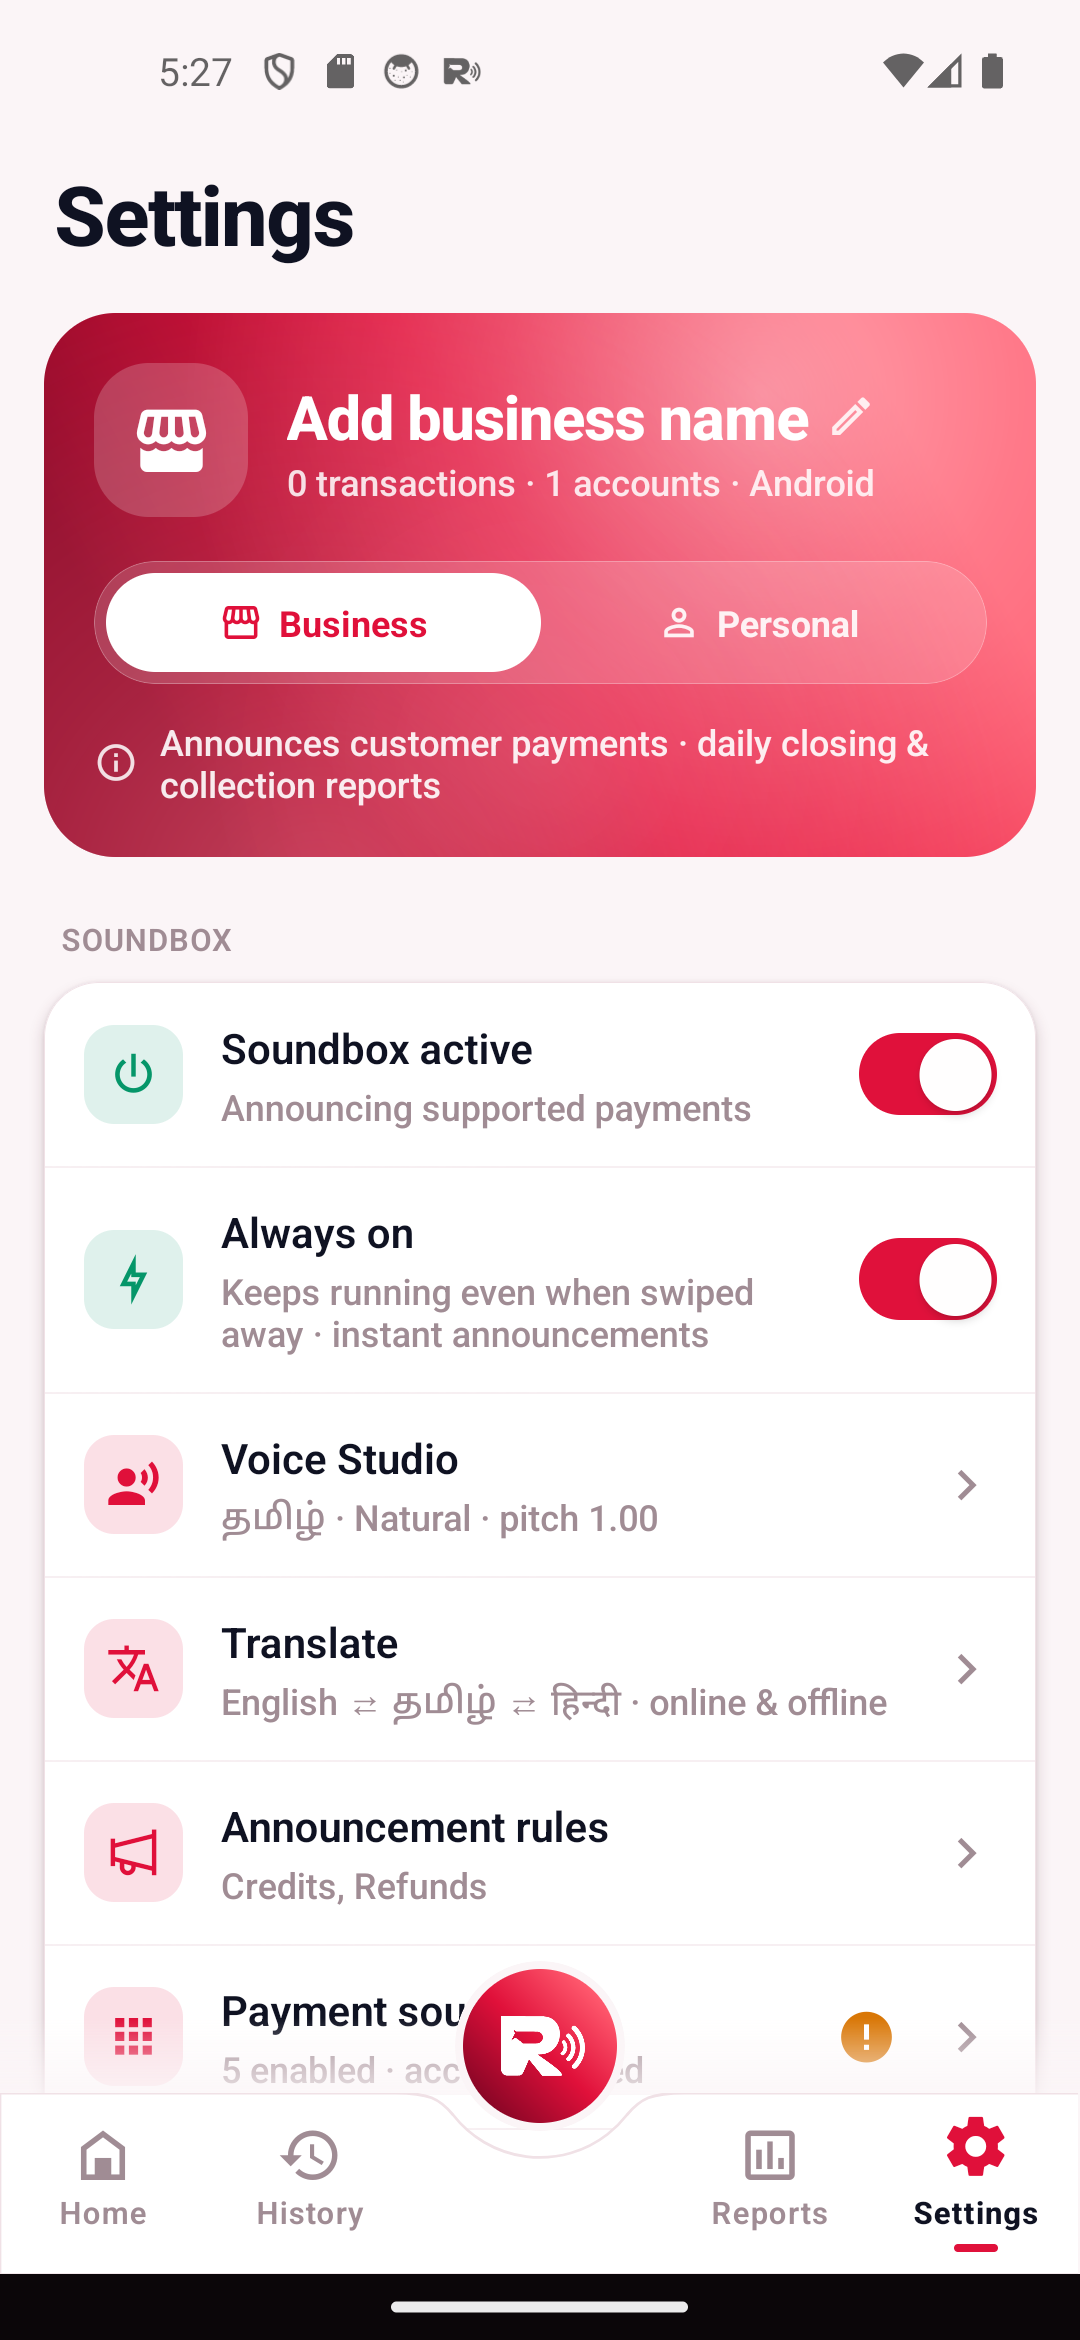 5:27
Settings
Add business name
0 transactions · 1 accounts · Android
Business
Personal
Announces customer payments · daily closing &
collection reports
SOUNDBOX
Soundbox active
Announcing supported payments
Always on
Keeps running even when swiped
away · instant announcements
Voice Studio
தமிழ் · Natural · pitch 1.00
Translate
English ⇄ தமிழ் ⇄ हिन्दी · online & offline
Announcement rules
Credits, Refunds
Payment
5 enabled ·
R
Home
History
Reports
Settings